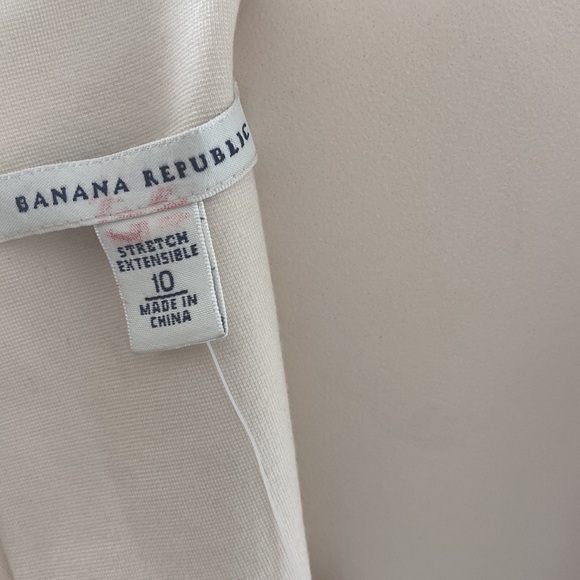 BANANA REPUBLIC
STRETCH
EXTENSIBLE
10
MADE IN
CHINA